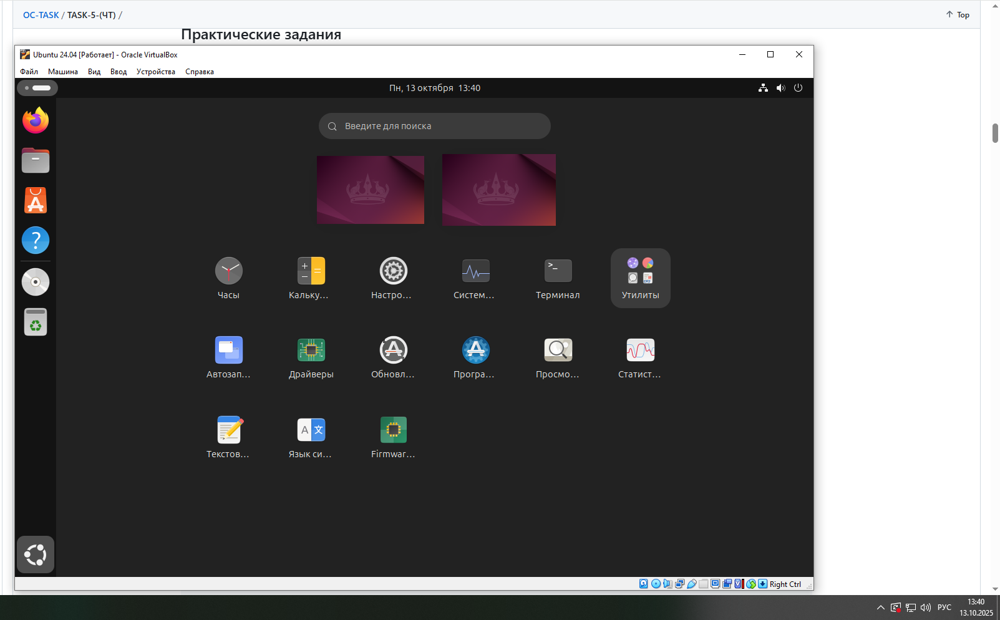 OC-TASK / TASK-5-(ЧТ) /
Top
Практические задания
Ubuntu 24.04 [Работает] - Oracle VirtualBox
Файл Машина Вид Ввод Устройства Справка
Пн, 13 октября 13:40
Введите для поиска
Часы Кальку... Настро... Систем... Терминал Утилиты
Автозап... Драйверы Обновл... Програ... Просмо... Статист...
Текстов... Язык си... Firmwar...
Right Ctrl
РУС
13:40
13.10.2025